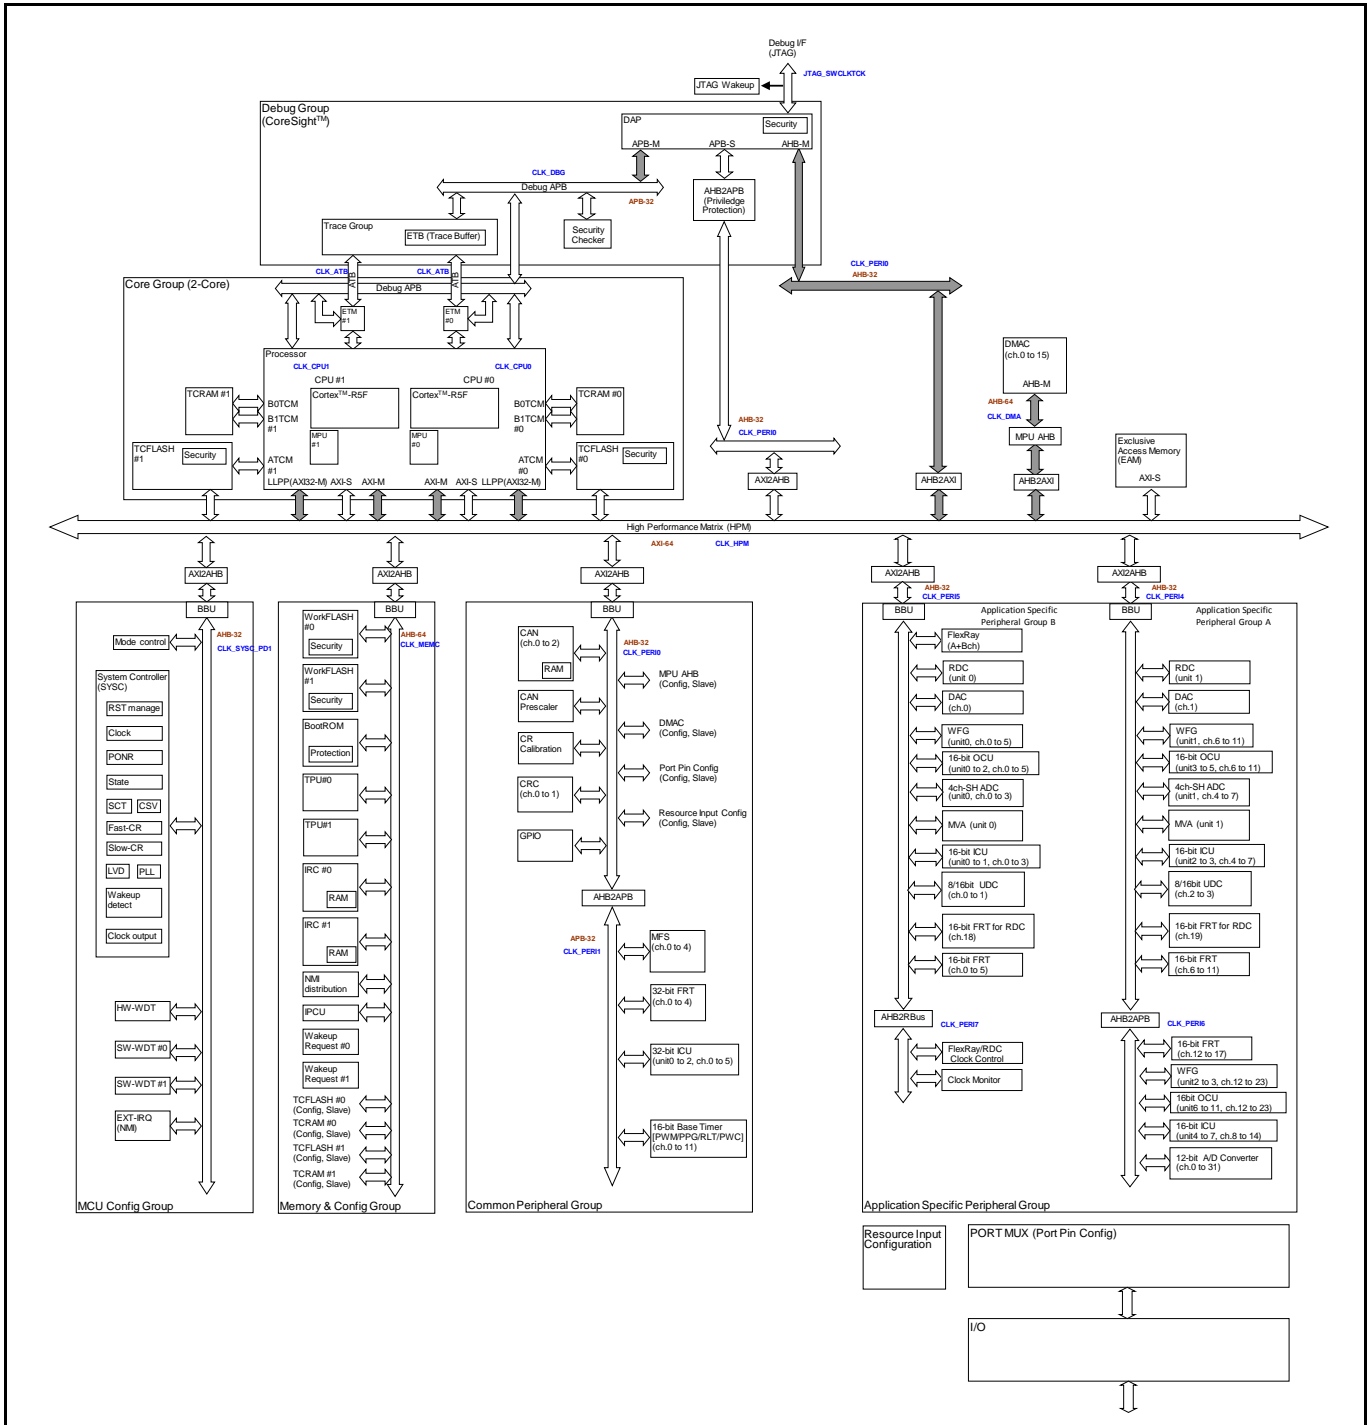 Debug I/F
(JTAG)
JTAG_SWCLKTCK
JTAG Wakeup
Debug Group
(CoreSight™)
DAP
Security
APB-M
APB-S
AHB-M
CLK_DBG
Debug APB
APB-32
AHB2APB
(Priviledge
Protection)
Trace Group
ETB (Trace Buffer)
Security
Checker
CLK_ATB
CLK_ATB
ATB
ATB
CLK_PERI0
AHB-32
Core Group (2-Core)
Debug APB
ETM
#1
ETM
#0
Processor
CLK_CPU1
CLK_CPU0
CPU #1
CPU #0
Cortex™-R5F
Cortex™-R5F
MPU
#1
MPU
#0
TCRAM #1
B0TCM
B1TCM
#1
B0TCM
B1TCM
#0
TCRAM #0
TCFLASH
#1
Security
ATCM
#1
ATCM
#0
TCFLASH
#0
Security
LLPP(AXI32-M)
AXI-S
AXI-M
AXI-M
AXI-S
LLPP(AXI32-M)
AHB-32
CLK_PERI0
AXI2AHB
AHB2AXI
DMAC
(ch.0 to 15)
AHB-M
AHB-64
CLK_DMA
MPU AHB
AHB2AXI
Exclusive
Access Memory
(EAM)
AXI-S
High Performance Matrix (HPM)
AXI-64
CLK_HPM
AXI2AHB
AXI2AHB
AXI2AHB
AXI2AHB
AXI2AHB
AHB-32
CLK_PERI5
AHB-32
CLK_PERI4
BBU
AHB-32
CLK_SYSC_PD1
Mode control
System Controller
(SYSC)
RST manage
Clock
PONR
State
SCT
CSV
Fast-CR
Slow-CR
LVD
PLL
Wakeup
detect
Clock output
HW-WDT
SW-WDT #0
SW-WDT #1
EXT-IRQ
(NMI)
MCU Config Group
BBU
AHB-64
CLK_MEMC
WorkFLASH
#0
Security
WorkFLASH
#1
Security
BootROM
Protection
TPU#0
TPU#1
IRC #0
RAM
IRC #1
RAM
NMI
distribution
IPCU
Wakeup
Request #0
Wakeup
Request #1
TCFLASH #0
(Config, Slave)
TCRAM #0
(Config, Slave)
TCFLASH #1
(Config, Slave)
TCRAM #1
(Config, Slave)
Memory & Config Group
BBU
AHB-32
CLK_PERI0
CAN
(ch.0 to 2)
RAM
CAN
Prescaler
CR
Calibration
CRC
(ch.0 to 1)
GPIO
MPU AHB
(Config, Slave)
DMAC
(Config, Slave)
Port Pin Config
(Config, Slave)
Resource Input Config
(Config, Slave)
AHB2APB
APB-32
CLK_PERI1
MFS
(ch.0 to 4)
32-bit FRT
(ch.0 to 4)
32-bit ICU
(unit0 to 2, ch.0 to 5)
16-bit Base Timer
[PWM/PPG/RLT/PWC]
(ch.0 to 11)
Common Peripheral Group
BBU
Application Specific
Peripheral Group B
FlexRay
(A+Bch)
RDC
(unit 0)
DAC
(ch.0)
WFG
(unit0, ch.0 to 5)
16-bit OCU
(unit0 to 2, ch.0 to 5)
4ch-SH ADC
(unit0, ch.0 to 3)
MVA (unit 0)
16-bit ICU
(unit0 to 1, ch.0 to 3)
8/16bit UDC
(ch.0 to 1)
16-bit FRT for RDC
(ch.18)
16-bit FRT
(ch.0 to 5)
AHB2RBus
CLK_PERI7
FlexRay/RDC
Clock Control
Clock Monitor
BBU
Application Specific
Peripheral Group A
RDC
(unit 1)
DAC
(ch.1)
WFG
(unit1, ch.6 to 11)
16-bit OCU
(unit3 to 5, ch.6 to 11)
4ch-SH ADC
(unit1, ch.4 to 7)
MVA (unit 1)
16-bit ICU
(unit2 to 3, ch.4 to 7)
8/16bit UDC
(ch.2 to 3)
16-bit FRT for RDC
(ch.19)
16-bit FRT
(ch.6 to 11)
AHB2APB
CLK_PERI6
16-bit FRT
(ch.12 to 17)
WFG
(unit2 to 3, ch.12 to 23)
16bit OCU
(unit6 to 11, ch.12 to 23)
16-bit ICU
(unit4 to 7, ch.8 to 14)
12-bit A/D Converter
(ch.0 to 31)
Application Specific Peripheral Group
Resource Input
Configuration
PORT MUX (Port Pin Config)
I/O